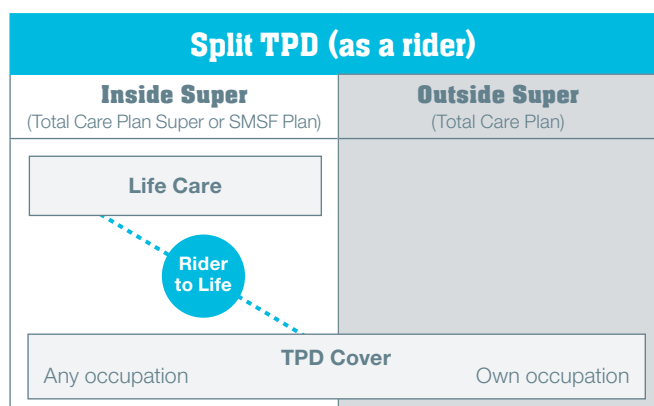 Split TPD (as a rider)
Inside Super
(Total Care Plan Super or SMSF Plan)
Outside Super
(Total Care Plan)
Life Care
Rider
to Life
TPD Cover
Any occupation
Own occupation